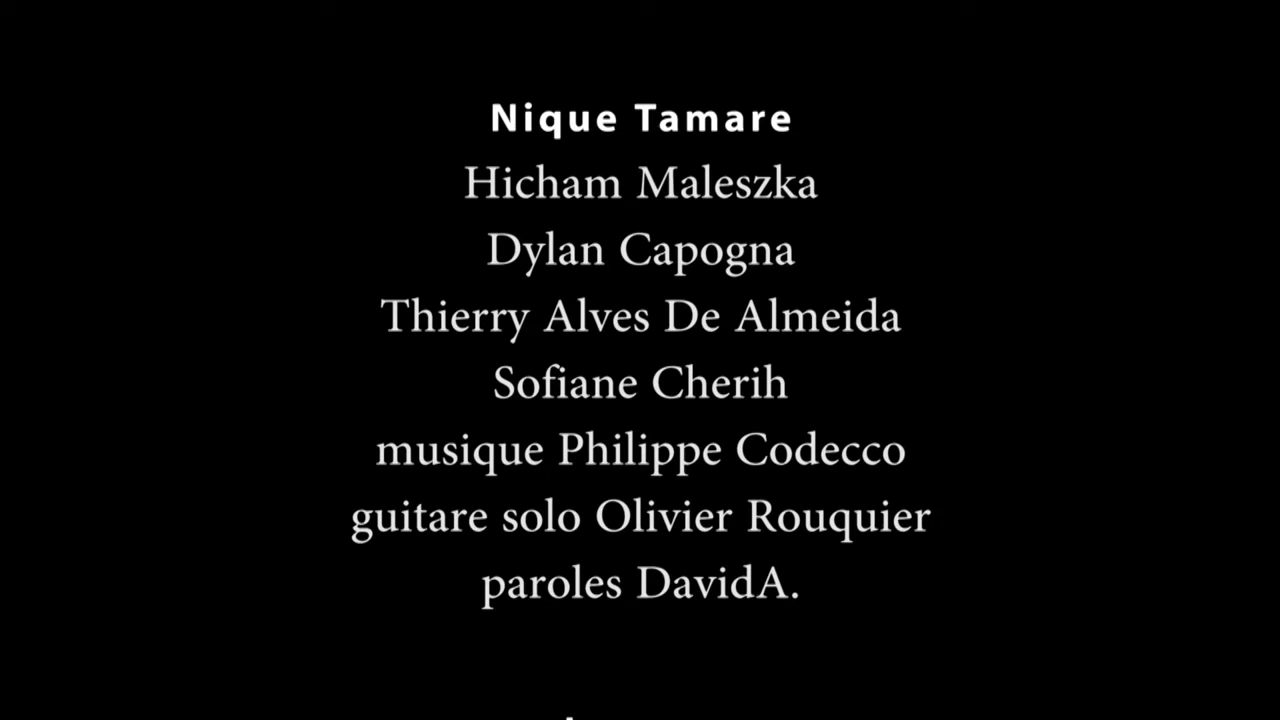 Nique Tamare
Hicham Maleszka
Dylan Capogna
Thierry Alves De Almeida
Sofiane Cherih
musique Philippe Codecco
guitare solo Olivier Rouquier
paroles DavidA.